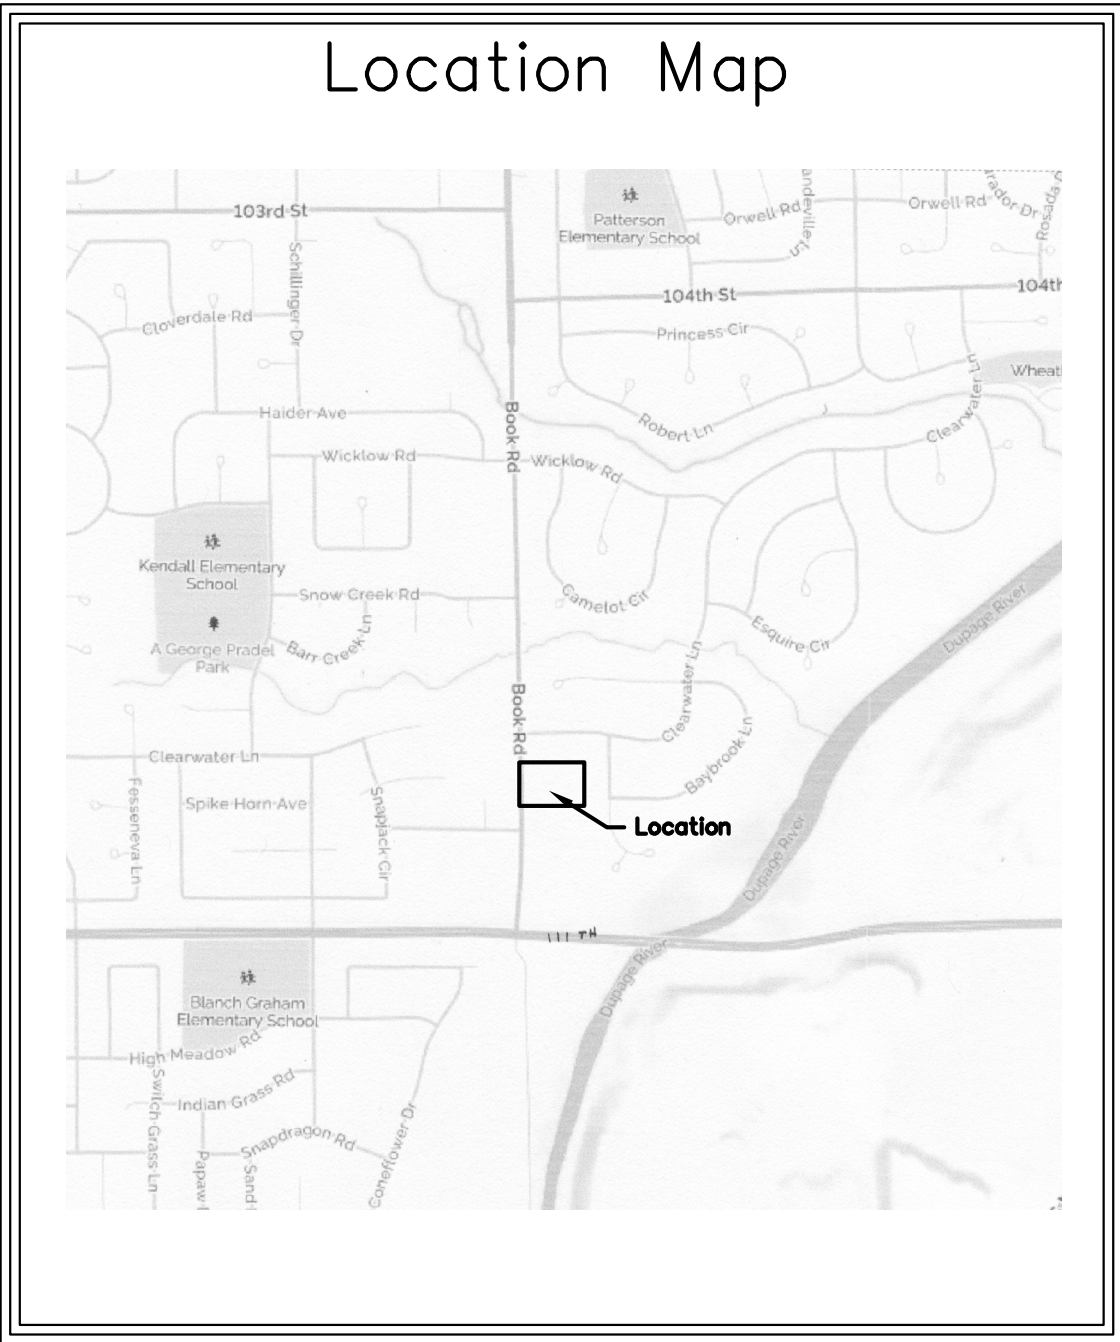 Location Map
103rd St
Patterson
Elementary School
Orwell Rd
Orwell Rd
104th St
104th
Schillinger Dr
Cloverdale Rd
Princess Cir
Wheat
Haider Ave
Book Rd
Robert Ln
Clearwater Ln
Wicklow Rd
Wicklow Rd
Kendall Elementary
School
Snow Creek Rd
Camelot Cir
Dupage River
Barr Creek Ln
Esquire Cir
A George Pradel
Park
Book Rd
Clearwater Ln
Baybrook Ln
Clearwater Ln
Fesseneva Ln
Spike Horn Ave
Snapjack Cir
Location
Dupage River
111 TH
Dupage River
Blanch Graham
Elementary School
High Meadow Rd
Switch Grass Ln
Indian Grass Rd
Snapdragon Rd
Coneflower Dr
Papaw
Sand